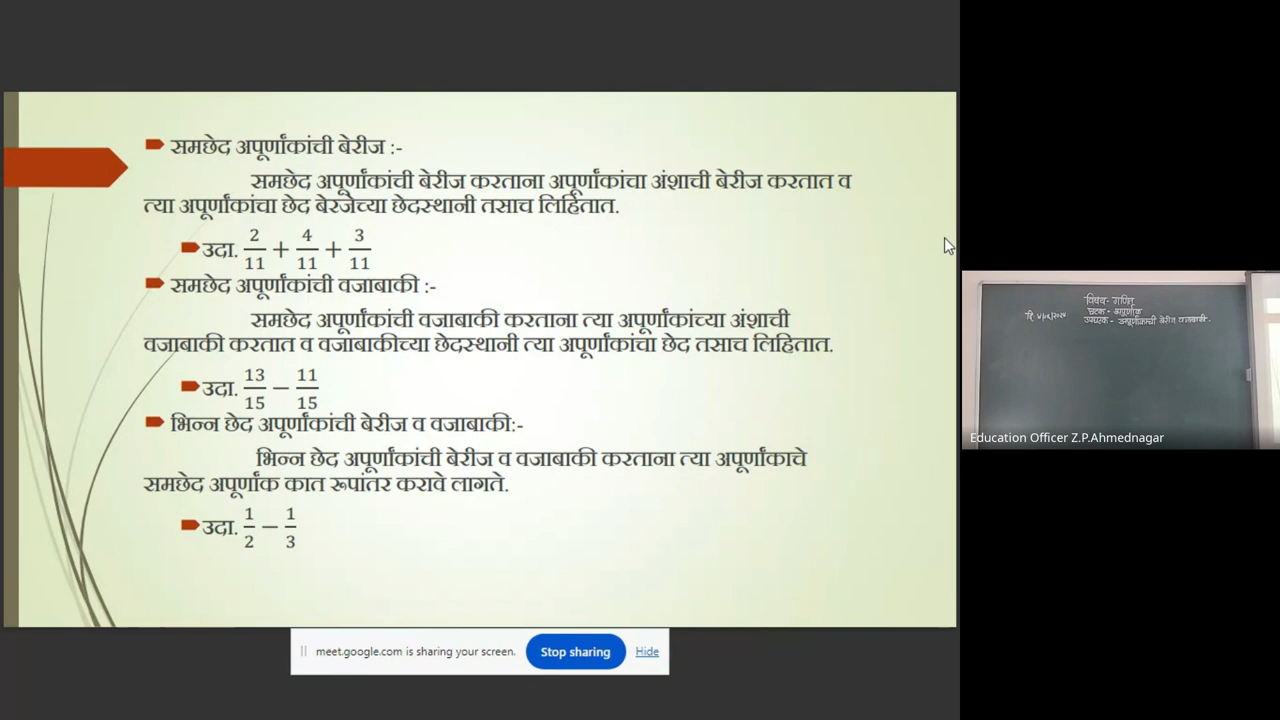 समछेद अपूर्णांकांची बेरीज :-
समछेद अपूर्णांकांची बेरीज करताना अपूर्णांकांचा अंशाची बेरीज करतात व
त्या अपूर्णांकांचा छेद बेरजेच्या छेदस्थानी तसाच लिहितात.
उदा. 2/11 + 4/11 + 3/11
समछेद अपूर्णांकांची वजाबाकी :-
समछेद अपूर्णांकांची वजाबाकी करताना त्या अपूर्णांकांच्या अंशाची
वजाबाकी करतात व वजाबाकीच्या छेदस्थानी त्या अपूर्णांकांचा छेद तसाच लिहितात.
उदा. 13/15 − 11/15
भिन्न छेद अपूर्णांकांची बेरीज व वजाबाकी:-
भिन्न छेद अपूर्णांकांची बेरीज व वजाबाकी करताना त्या अपूर्णांकाचे
समछेद अपूर्णांक कात रूपांतर करावे लागते.
उदा. 1/2 − 1/3
meet.google.com is sharing your screen.
Stop sharing
Hide
विषय- गणित
घटक - अपूर्णांक
उपघटक - अपूर्णांकाची बेरीज वजाबाकी.
Education Officer Z.P.Ahmednagar